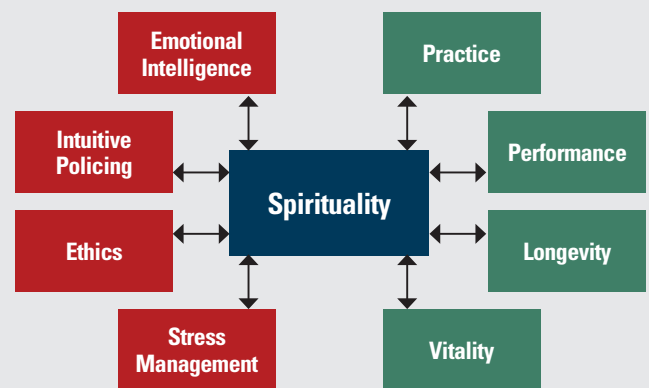 Emotional
Intelligence
Practice
Intuitive
Policing
Performance
Spirituality
Ethics
Longevity
Stress
Management
Vitality